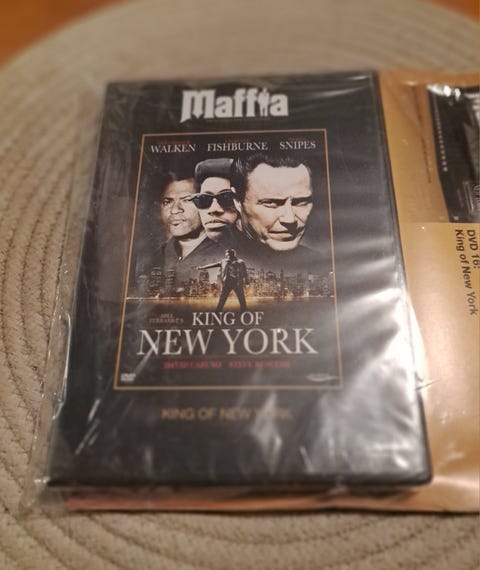 Maffia
WALKEN FISHBURNE SNIPES
ABEL
FERRARA'S
KING OF
NEW YORK
DAVID CARUSO STEVE BUSCEMI
DVD
KING OF NEW YORK
DVD 16:
King of New York